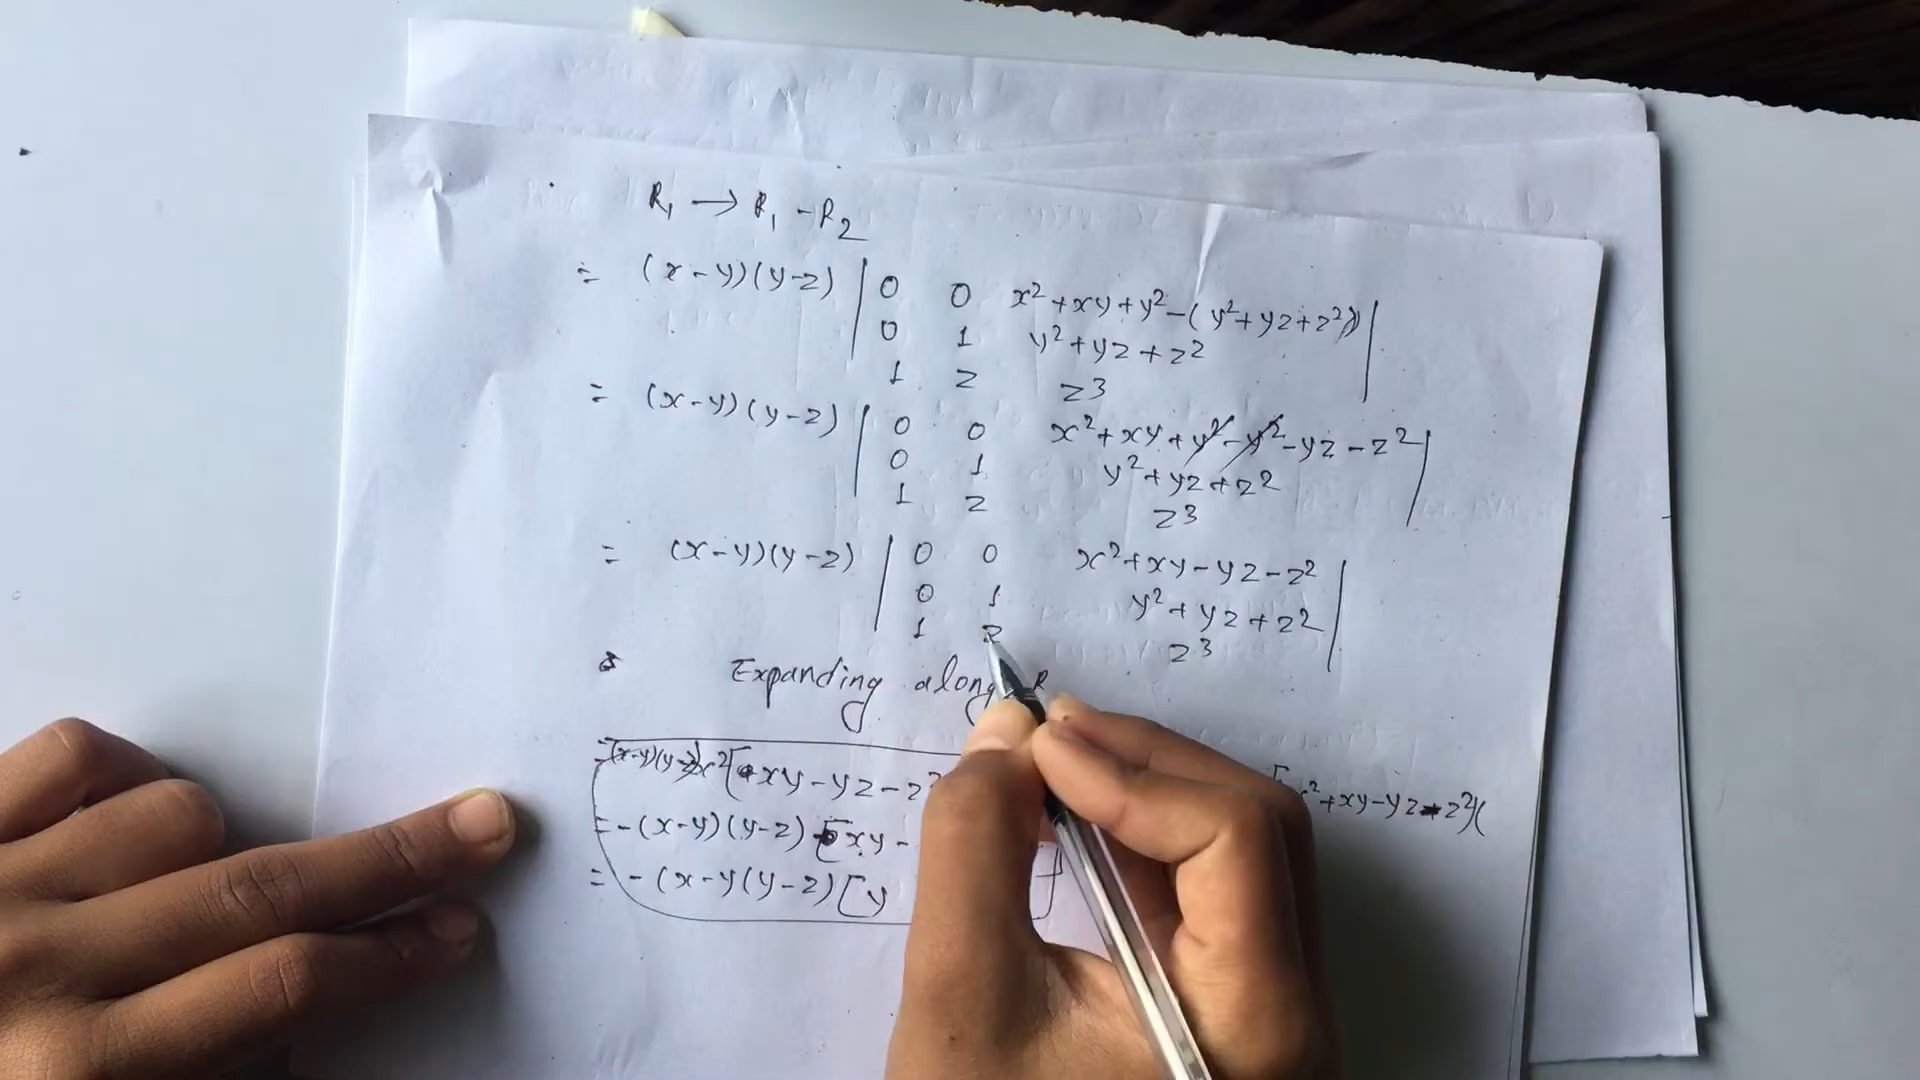 R₁ → R₁ - R₂
= (x-y)(y-z) | 0 0 x²+xy+y²-(y²+yz+z²) |
0 1 y²+yz+z²
1 z z³
= (x-y)(y-z) | 0 0 x²+xy+y²-y²-yz-z² |
0 1 y²+yz+z²
1 z z³
= (x-y)(y-z) | 0 0 x²+xy-yz-z² |
0 1 y²+yz+z²
1 z z³
Expanding along R
=(x-y)(y-z)x²[xy-yz-z² x²+xy-yz-z²)(
= -(x-y)(y-z)[xy-
= -(x-y(y-z)[y